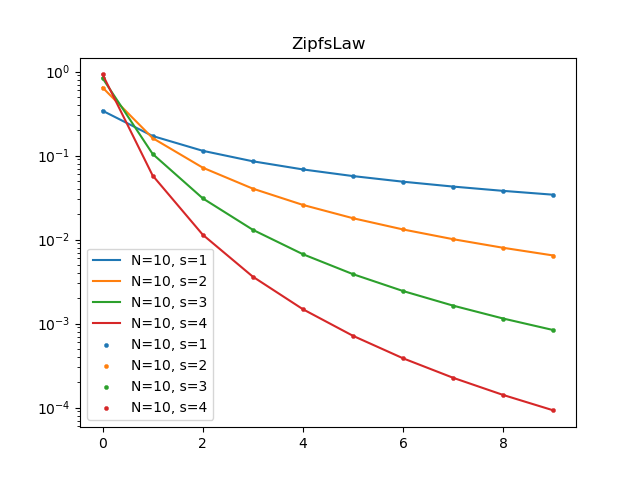 ZipfsLaw
10^0
10^-1
10^-2
10^-3
10^-4
N=10, s=1
N=10, s=2
N=10, s=3
N=10, s=4
N=10, s=1
N=10, s=2
N=10, s=3
N=10, s=4
0 2 4 6 8